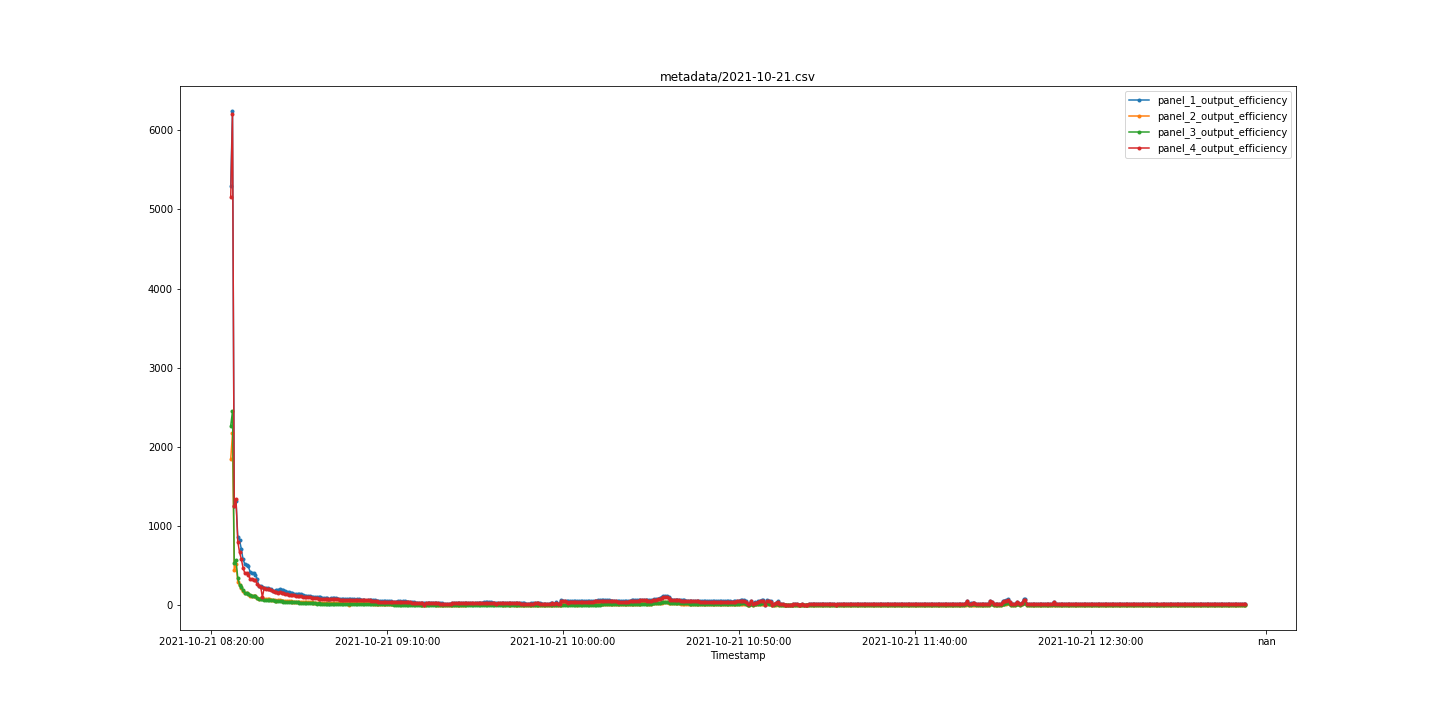 metadata/2021-10-21.csv
panel_1_output_efficiency
panel_2_output_efficiency
panel_3_output_efficiency
panel_4_output_efficiency
6000
5000
4000
3000
2000
1000
0
2021-10-21 08:20:00 2021-10-21 09:10:00 2021-10-21 10:00:00 2021-10-21 10:50:00 2021-10-21 11:40:00 2021-10-21 12:30:00 nan
Timestamp